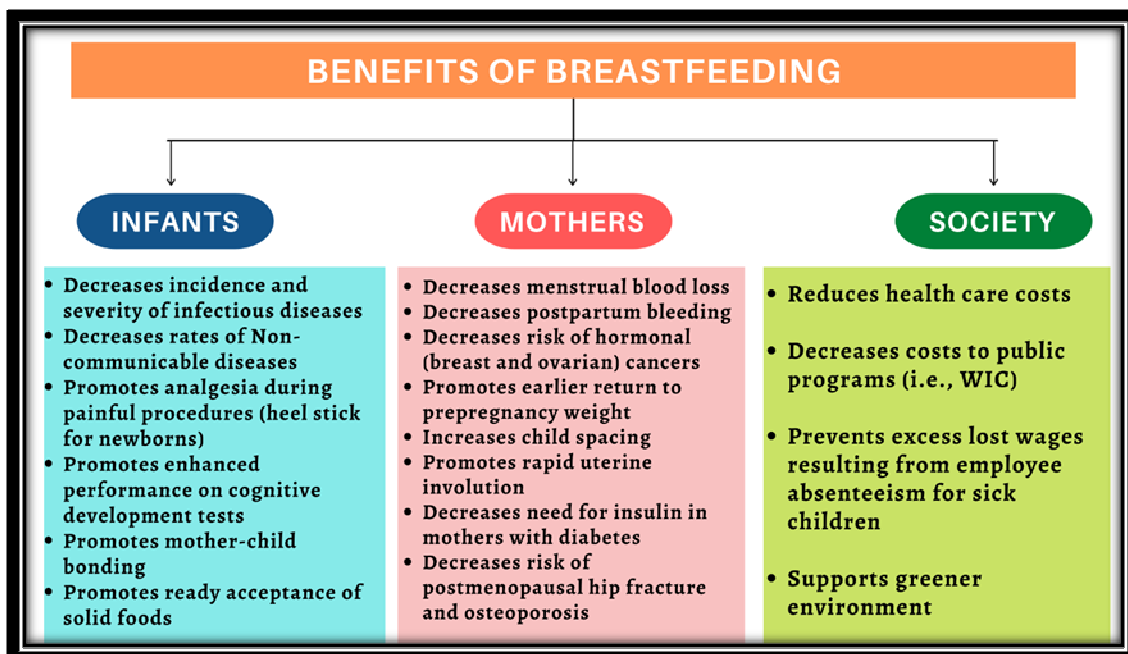 BENEFITS OF BREASTFEEDING
INFANTS
• Decreases incidence and
severity of infectious diseases
• Decreases rates of Non-
communicable diseases
• Promotes analgesia during
painful procedures (heel stick
for newborns)
• Promotes enhanced
performance on cognitive
development tests
• Promotes mother-child
bonding
• Promotes ready acceptance of
solid foods
MOTHERS
• Decreases menstrual blood loss
• Decreases postpartum bleeding
• Decreases risk of hormonal
(breast and ovarian) cancers
• Promotes earlier return to
prepregnancy weight
• Increases child spacing
• Promotes rapid uterine
involution
• Decreases need for insulin in
mothers with diabetes
• Decreases risk of
postmenopausal hip fracture
and osteoporosis
SOCIETY
• Reduces health care costs
• Decreases costs to public
programs (i.e., WIC)
• Prevents excess lost wages
resulting from employee
absenteeism for sick
children
• Supports greener
environment